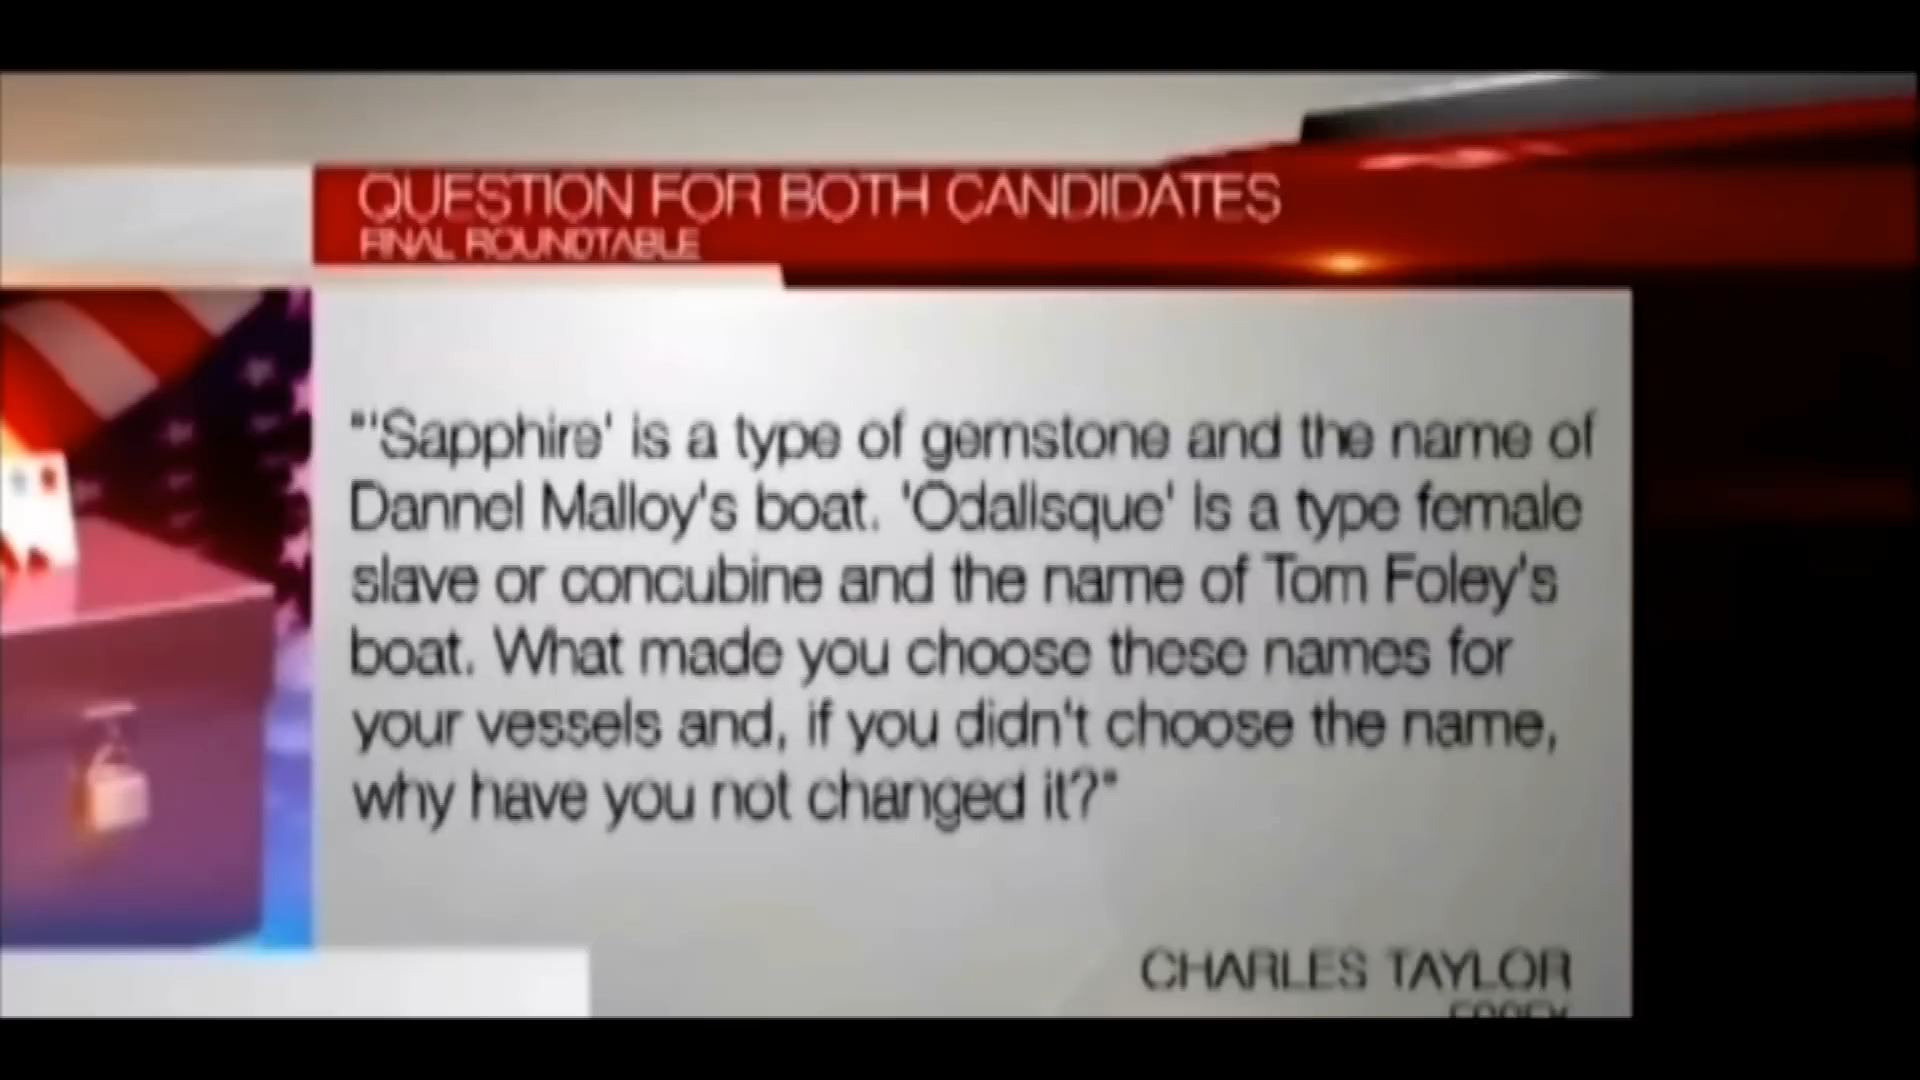 QUESTION FOR BOTH CANDIDATES
FINAL ROUNDTABLE
"'Sapphire' is a type of gemstone and the name of
Dannel Malloy's boat. 'Odalisque' is a type female
slave or concubine and the name of Tom Foley's
boat. What made you choose these names for
your vessels and, if you didn't choose the name,
why have you not changed it?"
CHARLES TAYLOR